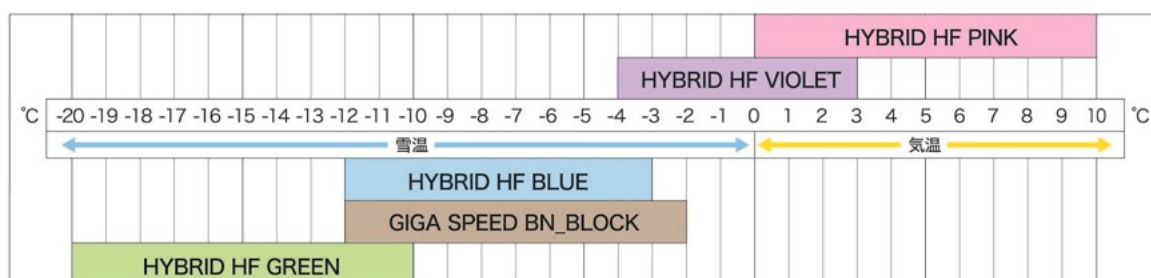 HYBRID HF PINK
HYBRID HF VIOLET
℃ -20 -19 -18 -17 -16 -15 -14 -13 -12 -11 -10 -9 -8 -7 -6 -5 -4 -3 -2 -1 0 1 2 3 4 5 6 7 8 9 10 ℃
雪温 気温
HYBRID HF BLUE
GIGA SPEED BN_BLOCK
HYBRID HF GREEN